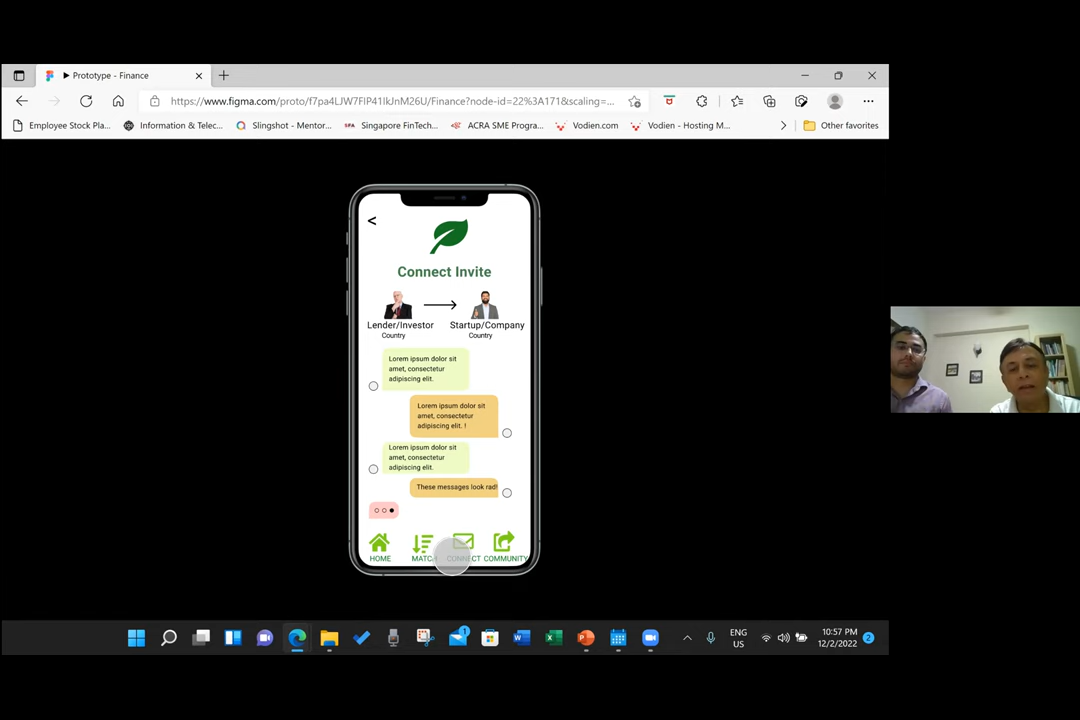 Prototype - Finance
https://www.figma.com/proto/f7pa4LJW7FIP41IkJnM26U/Finance?node-id=22%3A171&scaling=...
Employee Stock Pla...
Information & Telec...
Slingshot - Mentor...
SFA Singapore FinTech...
ACRA SME Progra...
Vodien.com
Vodien - Hosting M...
Other favorites
<
Connect Invite
Lender/Investor
Startup/Company
Country
Country
Lorem ipsum dolor sit
amet, consectetur
adipiscing elit.
Lorem ipsum dolor sit
amet, consectetur
adipiscing elit. !
Lorem ipsum dolor sit
amet, consectetur
adipiscing elit.
These messages look rad!
HOME
MATCH
CONNECT
COMMUNITY
1
ENG
US
10:57 PM
12/2/2022
2